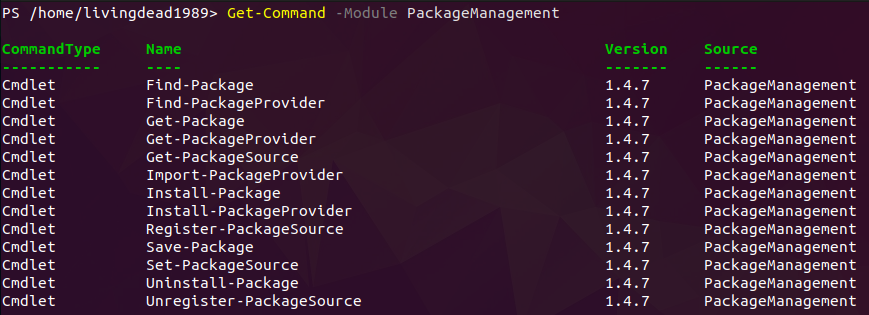 PS /home/livingdead1989> Get-Command -Module PackageManagement
CommandType Name Version Source
----------- ---- ------- ------
Cmdlet Find-Package 1.4.7 PackageManagement
Cmdlet Find-PackageProvider 1.4.7 PackageManagement
Cmdlet Get-Package 1.4.7 PackageManagement
Cmdlet Get-PackageProvider 1.4.7 PackageManagement
Cmdlet Get-PackageSource 1.4.7 PackageManagement
Cmdlet Import-PackageProvider 1.4.7 PackageManagement
Cmdlet Install-Package 1.4.7 PackageManagement
Cmdlet Install-PackageProvider 1.4.7 PackageManagement
Cmdlet Register-PackageSource 1.4.7 PackageManagement
Cmdlet Save-Package 1.4.7 PackageManagement
Cmdlet Set-PackageSource 1.4.7 PackageManagement
Cmdlet Uninstall-Package 1.4.7 PackageManagement
Cmdlet Unregister-PackageSource 1.4.7 PackageManagement